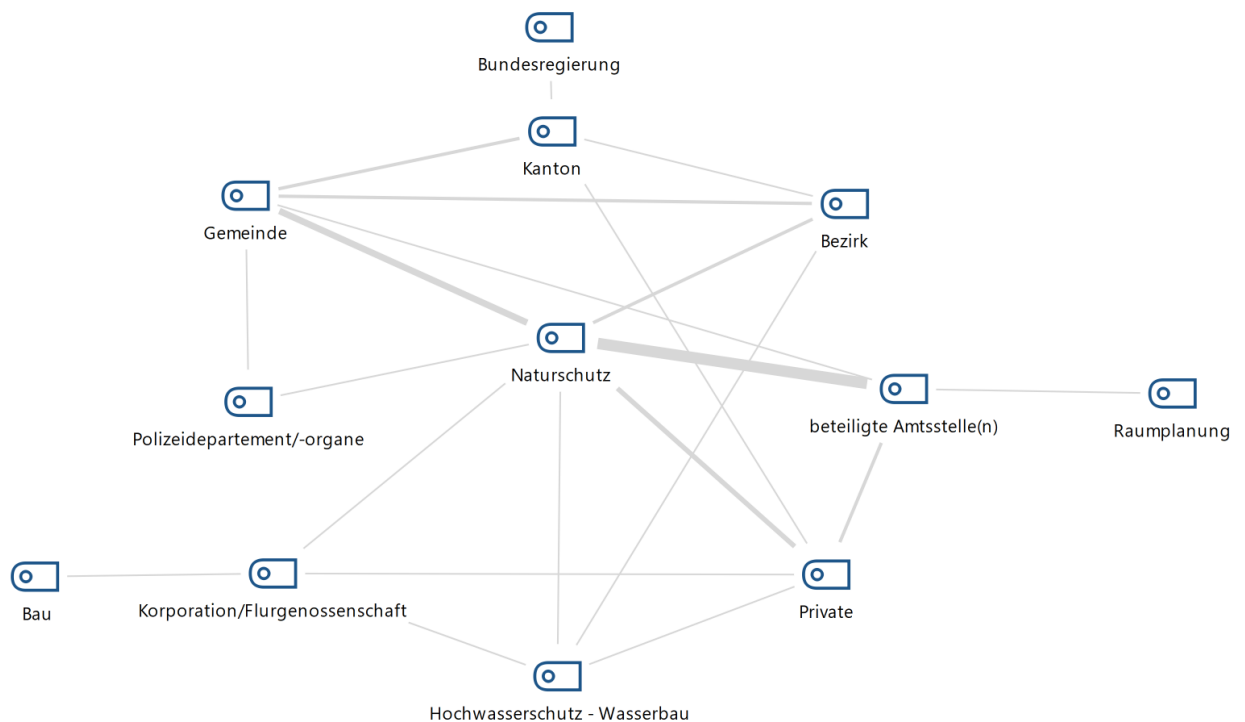 Bundesregierung
Kanton
Gemeinde
Bezirk
Naturschutz
Polizeidepartement/-organe
beteiligte Amtsstelle(n)
Raumplanung
Bau
Korporation/Flurgenossenschaft
Private
Hochwasserschutz - Wasserbau